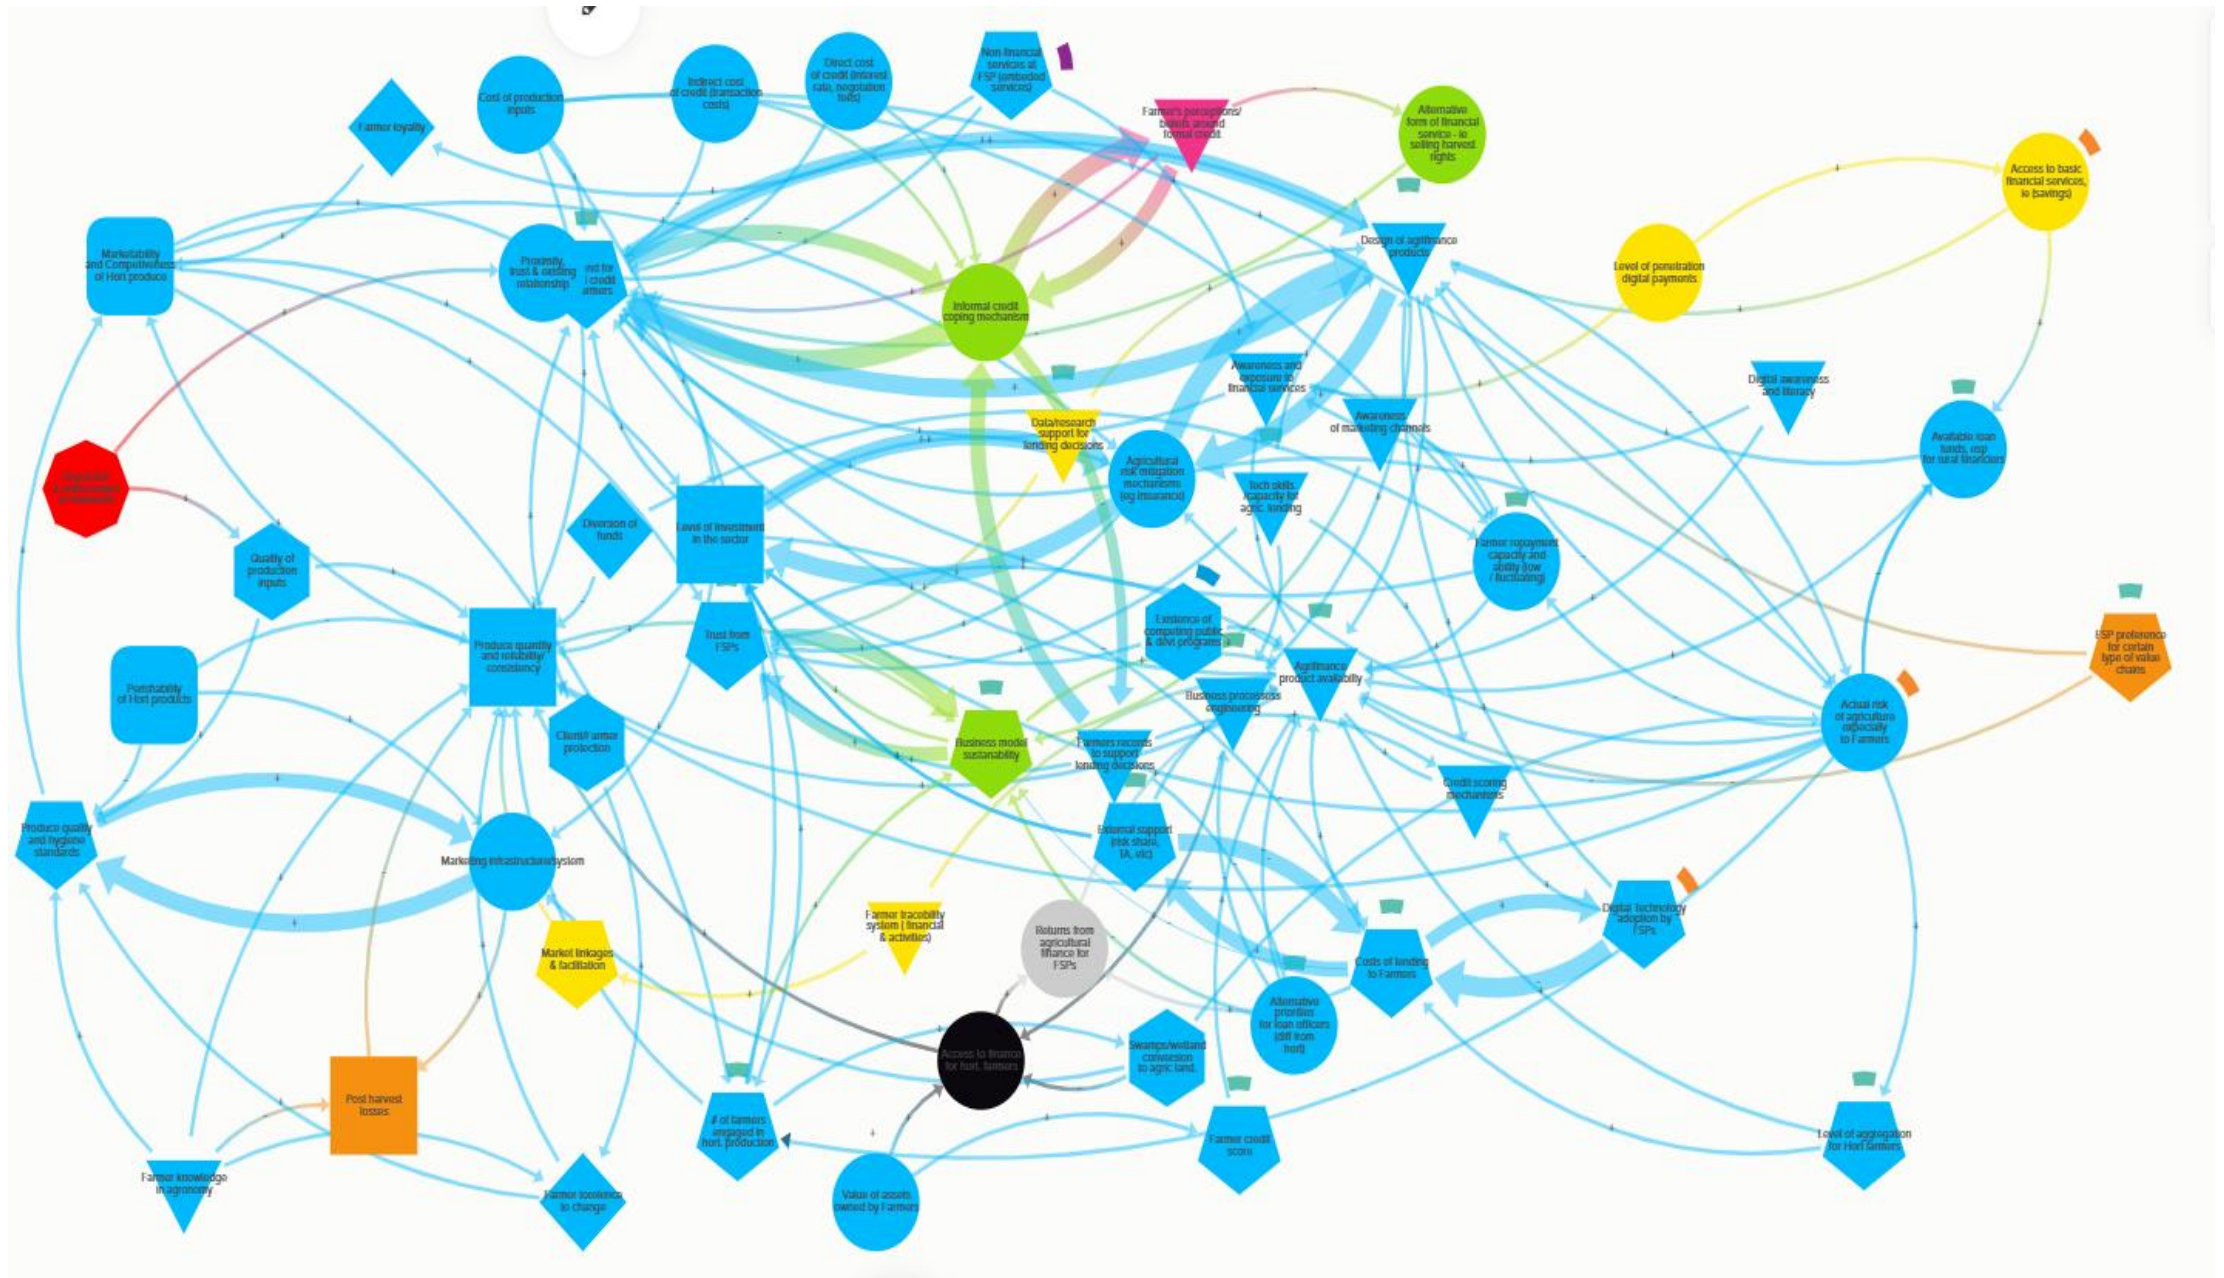 Non-financial
services at
FSP (embeded
services)
Direct cost
of credit (interest
rate, negotation
fees)
Indirect cost
of credit (transaction
costs)
Cost of production
inputs
Farmer loyalty
Farmer's perceptions/
beliefs around
formal credit
Alternative
form of financial
service - ie
selling harvest
rights
Access to basic
financial services,
ie (savings)
Marketability
and Competiveness
of Hort produce
Proximity,
trust & existing
relationship
nd for
l credit
armers
Design of agrifinance
products
Level of penetration
digital payments
Informal credit
coping mechanism
Awareness and
exposure to
financial services
Digital awareness
and literacy
Awareness
of marketing channels
Data/research
support for
lending decisions
Available loan
funds, esp
for rural financiers
Agricultural
risk mitigation
mechanisms
(eg insurance)
Tech skills
/capacity for
agric. lending
Diversion of
funds
Level of investment
in the sector
Farmer repayment
capacity and
ability (low
/ fluctuating)
Quality of
production
inputs
Existence of
competing public
& devt programs
Trust from
FSPs
Produce quantity
and reliability/
consistency
FSP preference
for certain
type of value
chains
Agrifinance
product availabilty
Perishability
of Hort products
Business processess
engineering
Actual risk
of agriculture
especially
to Farmers
Client/Farmer
protection
Business model
sustanability
Farmers records
to support
lending decisions
Credit scoring
mechanisms
Produce quality
and hygiene
standards
External support
(risk share,
TA, etc)
Marketing infrastructure/system
Farmer tracebility
system ( financial
& activities)
Digital Technology
adoption by
FSPs
Returns from
agricultural
finance for
FSPs
Market linkages
& facilitation
Costs of lending
to Farmers
Alternative
priorities
for loan officers
(diff from
hort)
Access to finance
for hort. farmers
Swamps/wetland
conversion
to agric land.
Post harvest
losses
# of farmers
engaged in
hort. production
Farmer credit
score
Level of aggregation
for Hort farmers
Farmer knowledge
in agronomy
Farmer
to change
Value of assets
owned by Farmers